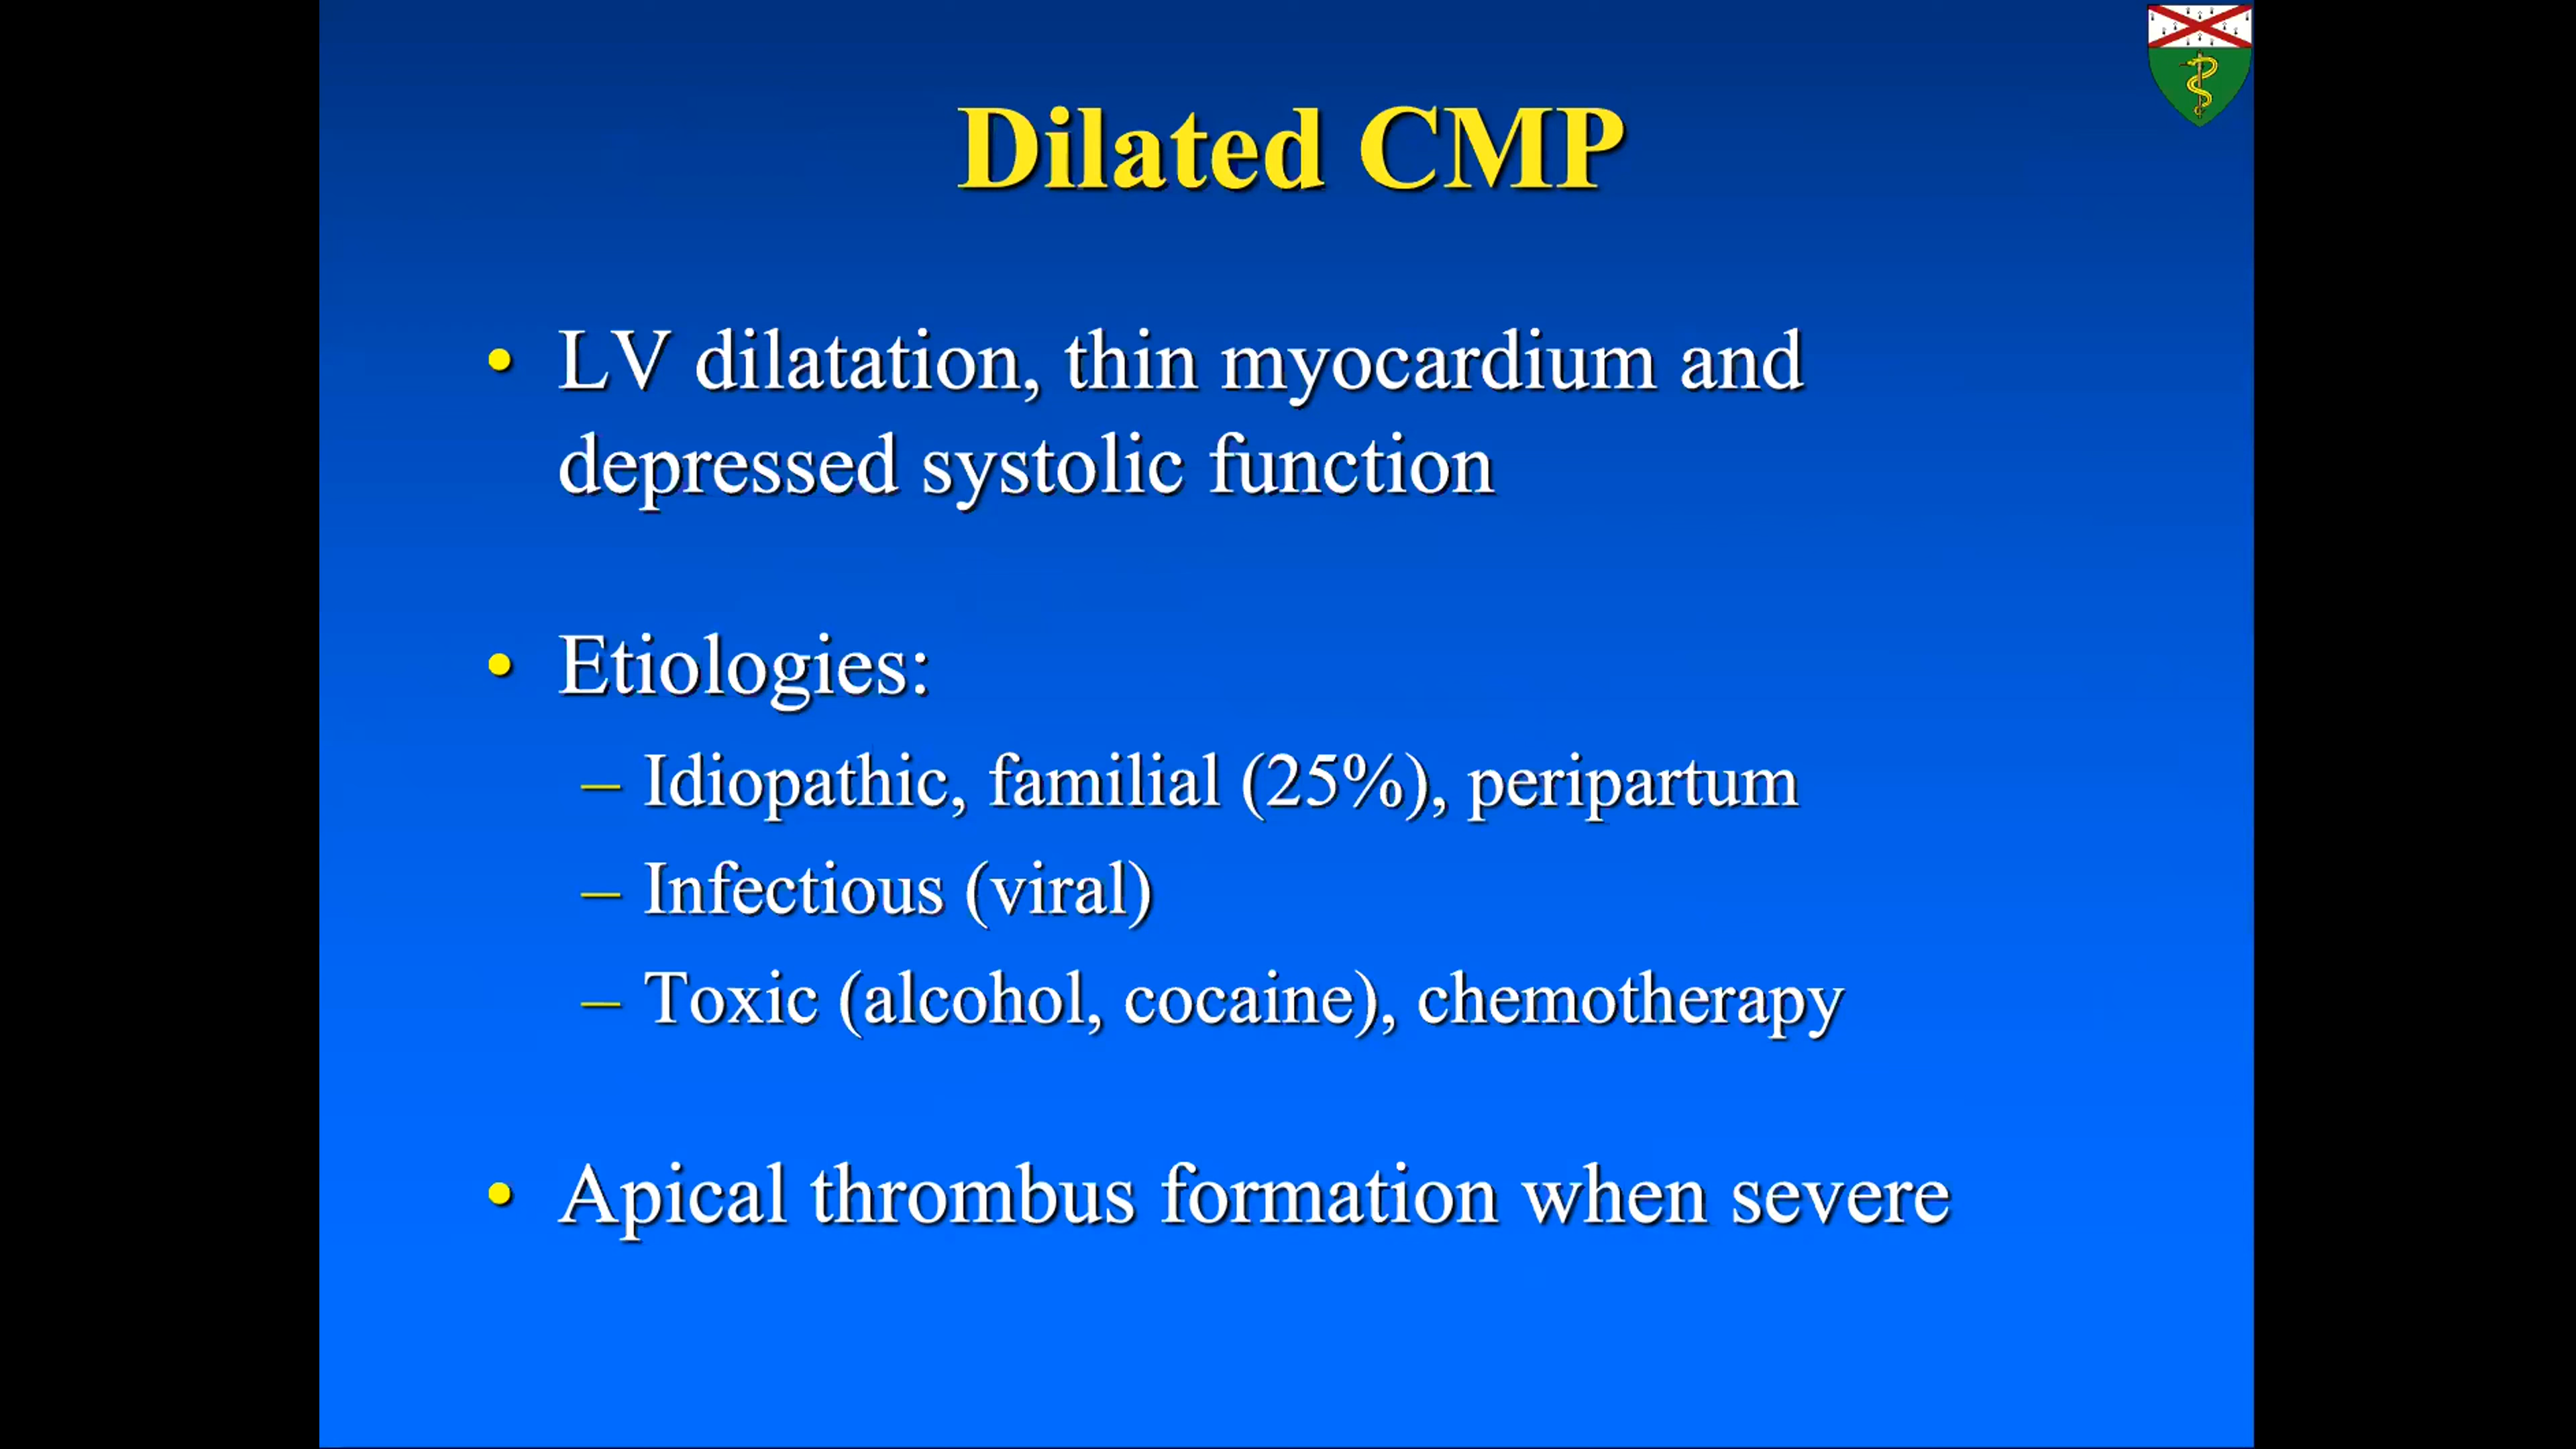 Dilated CMP
• LV dilatation, thin myocardium and
depressed systolic function
• Etiologies:
– Idiopathic, familial (25%), peripartum
– Infectious (viral)
– Toxic (alcohol, cocaine), chemotherapy
• Apical thrombus formation when severe